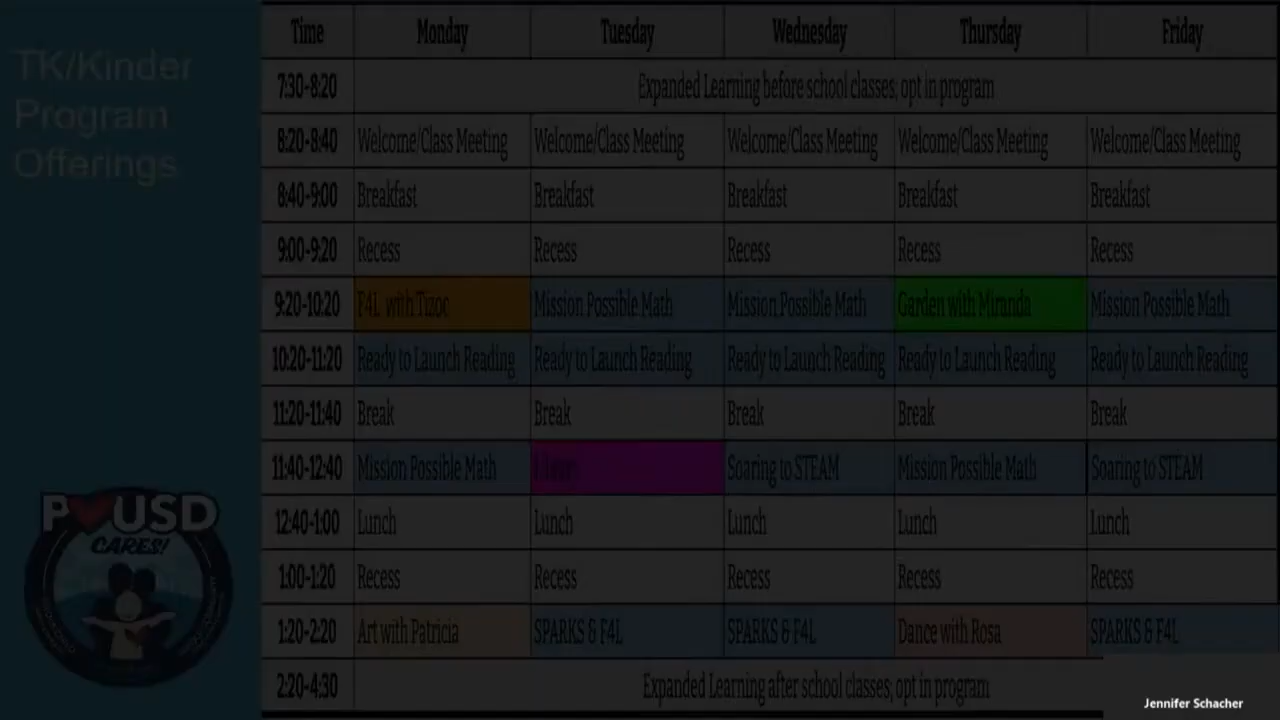 TK/Kinder
Program
Offerings
P USD
CARES!
Time Monday Tuesday Wednesday Thursday Friday
7:30-8:20 Expanded Learning before school classes; opt in program
8:20-8:40 Welcome/Class Meeting Welcome/Class Meeting Welcome/Class Meeting Welcome/Class Meeting Welcome/Class Meeting
8:40-9:00 Breakfast Breakfast Breakfast Breakfast Breakfast
9:00-9:20 Recess Recess Recess Recess Recess
9:20-10:20 F4L with Tizoc Mission Possible Math Mission Possible Math Garden with Miranda Mission Possible Math
10:20-11:20 Ready to Launch Reading Ready to Launch Reading Ready to Launch Reading Ready to Launch Reading Ready to Launch Reading
11:20-11:40 Break Break Break Break Break
11:40-12:40 Mission Possible Math Soaring to STEAM Mission Possible Math Soaring to STEAM
12:40-1:00 Lunch Lunch Lunch Lunch Lunch
1:00-1:20 Recess Recess Recess Recess Recess
1:20-2:20 Art with Patricia SPARKS & F4L SPARKS & F4L Dance with Rosa SPARKS & F4L
2:20-4:30 Expanded Learning after school classes; opt in program
Jennifer Schacher